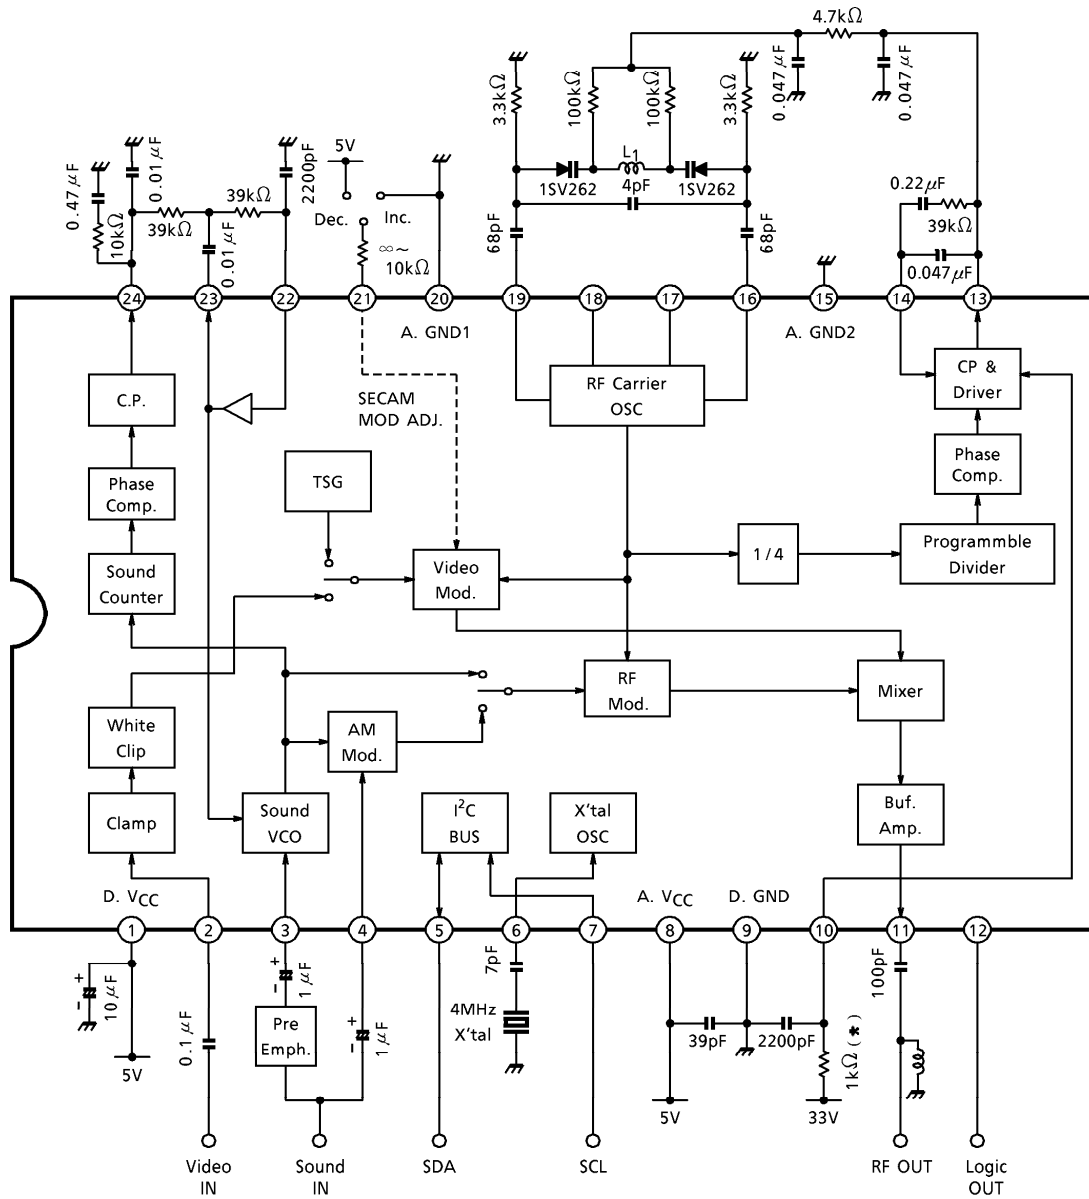 4.7kΩ
0.047μF
0.047μF
3.3kΩ
100kΩ
100kΩ
3.3kΩ
L1
1SV262
4pF
1SV262
68pF
68pF
0.22μF
39kΩ
0.047μF
0.47μF
10kΩ
0.01μF
39kΩ
39kΩ
0.01μF
2200pF
5V
Dec.
Inc.
∞~
10kΩ
24
23
22
21
20
19
18
17
16
15
14
13
A. GND1
A. GND2
C.P.
SECAM
MOD ADJ.
RF Carrier
OSC
CP &
Driver
Phase
Comp.
TSG
Phase
Comp.
Sound
Counter
Video
Mod.
1/4
Programmble
Divider
White
Clip
AM
Mod.
RF
Mod.
Mixer
Clamp
Sound
VCO
I2C
BUS
X'tal
OSC
Buf.
Amp.
D. VCC
A. VCC
D. GND
1
2
3
4
5
6
7
8
9
10
11
12
- +
10μF
5V
0.1μF
- +
1μF
Pre
Emph.
- +
1μF
7pF
4MHz
X'tal
39pF
2200pF
1kΩ (*)
5V
33V
100pF
Video
IN
Sound
IN
SDA
SCL
RF OUT
Logic
OUT